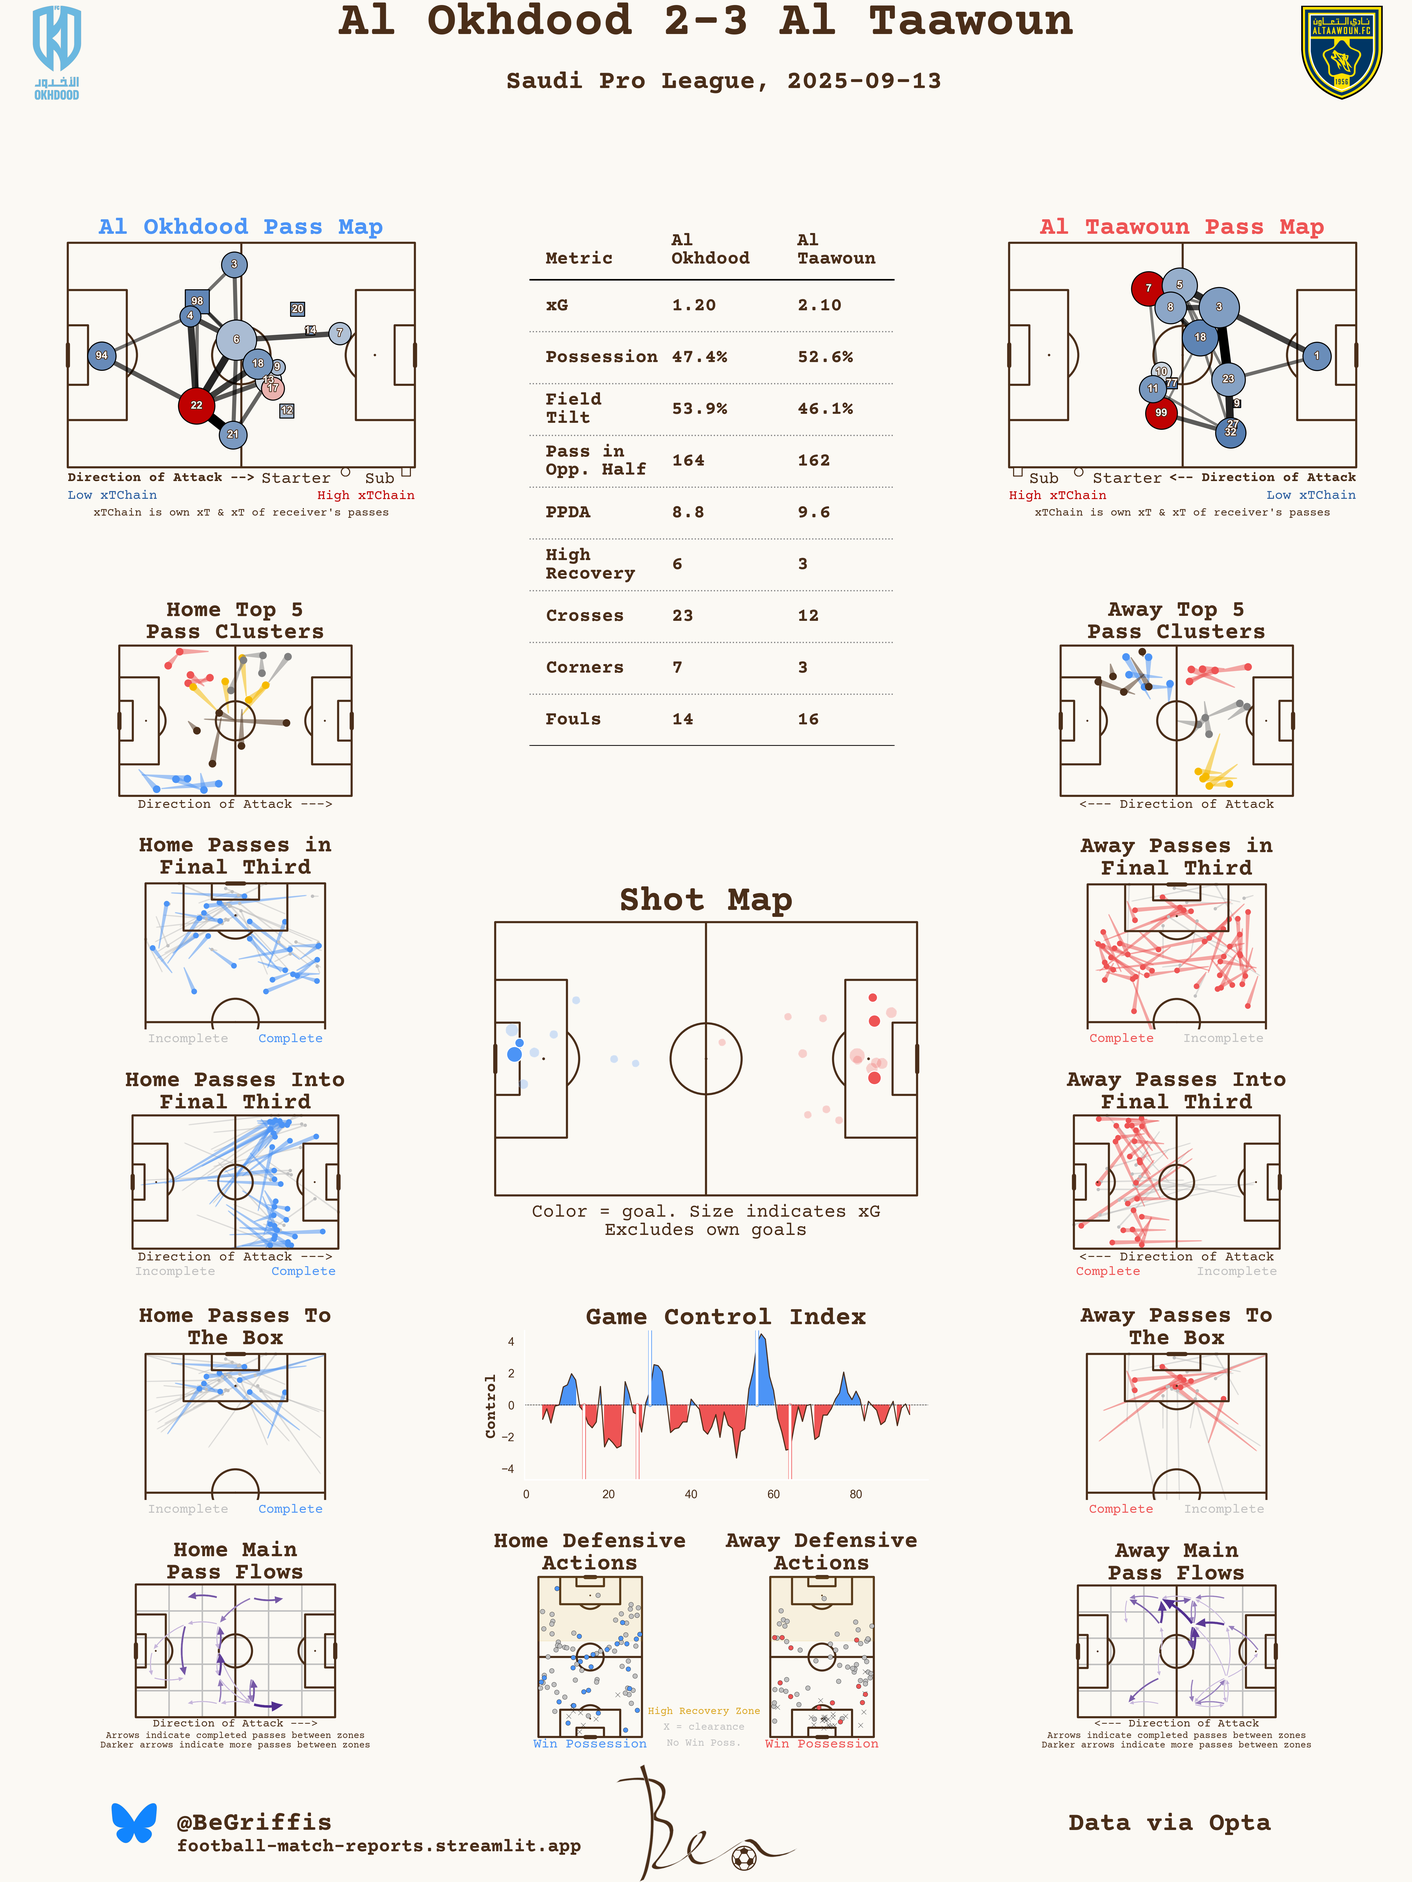 Al Okhdood 2-3 Al Taawoun
Saudi Pro League, 2025-09-13
الأخدود
OKHDOOD
نادي التعاون
ALTAAWOUN.FC
1956
Al Okhdood Pass Map
3
98
20
4
14
7
6
94
18
9
13
17
22
12
21
Direction of Attack --> Starter Sub
Low xTChain High xTChain
xTChain is own xT & xT of receiver's passes
Metric Al Okhdood Al Taawoun
xG 1.20 2.10
Possession 47.4% 52.6%
Field Tilt 53.9% 46.1%
Pass in Opp. Half 164 162
PPDA 8.8 9.6
High Recovery 6 3
Crosses 23 12
Corners 7 3
Fouls 14 16
Al Taawoun Pass Map
7
5
8
3
18
1
10
77
11
23
9
99
27
32
Sub Starter <-- Direction of Attack
High xTChain Low xTChain
xTChain is own xT & xT of receiver's passes
Home Top 5
Pass Clusters
Direction of Attack --->
Away Top 5
Pass Clusters
<--- Direction of Attack
Home Passes in
Final Third
Incomplete Complete
Away Passes in
Final Third
Complete Incomplete
Shot Map
Color = goal. Size indicates xG
Excludes own goals
Home Passes Into
Final Third
Direction of Attack --->
Incomplete Complete
Away Passes Into
Final Third
<--- Direction of Attack
Complete Incomplete
Home Passes To
The Box
Incomplete Complete
Game Control Index
Control
4
2
0
−2
−4
0 20 40 60 80
Away Passes To
The Box
Complete Incomplete
Home Main
Pass Flows
Direction of Attack --->
Arrows indicate completed passes between zones
Darker arrows indicate more passes between zones
Home Defensive
Actions
Win Possession
Away Defensive
Actions
Win Possession
High Recovery Zone
X = clearance
No Win Poss.
Away Main
Pass Flows
<--- Direction of Attack
Arrows indicate completed passes between zones
Darker arrows indicate more passes between zones
@BeGriffis
football-match-reports.streamlit.app
Ben
Data via Opta